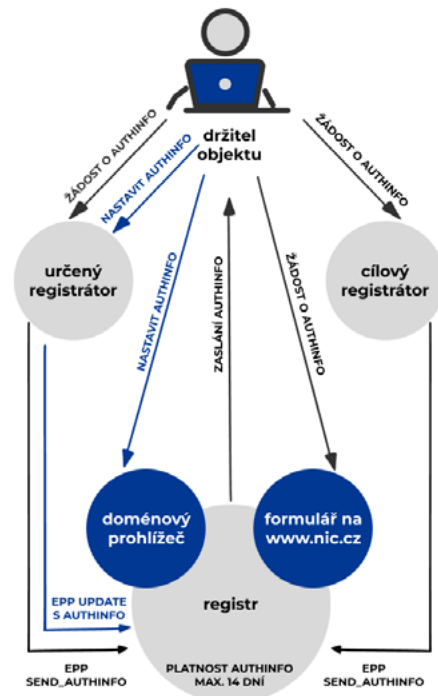 držitel
objektu
ŽÁDOST O AUTHINFO
NASTAVIT AUTHINFO
ŽÁDOST O AUTHINFO
určený
registrátor
cílový
registrátor
NASTAVIT AUTHINFO
ZASLÁNÍ AUTHINFO
ŽÁDOST O AUTHINFO
doménový
prohlížeč
formulář na
www.nic.cz
registr
EPP UPDATE
S AUTHINFO
EPP
SEND_AUTHINFO
PLATNOST AUTHINFO
MAX. 14 DNÍ
EPP
SEND_AUTHINFO